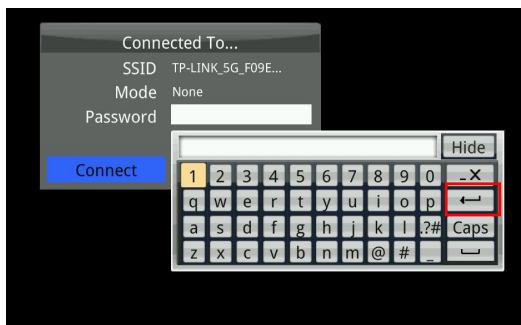 Connected To...
SSID TP-LINK_5G_F09E...
Mode None
Password
Connect
Hide
1 2 3 4 5 6 7 8 9 0 _X
q w e r t y u i o p ←
a s d f g h j k l .?# Caps
z x c v b n m @ # _